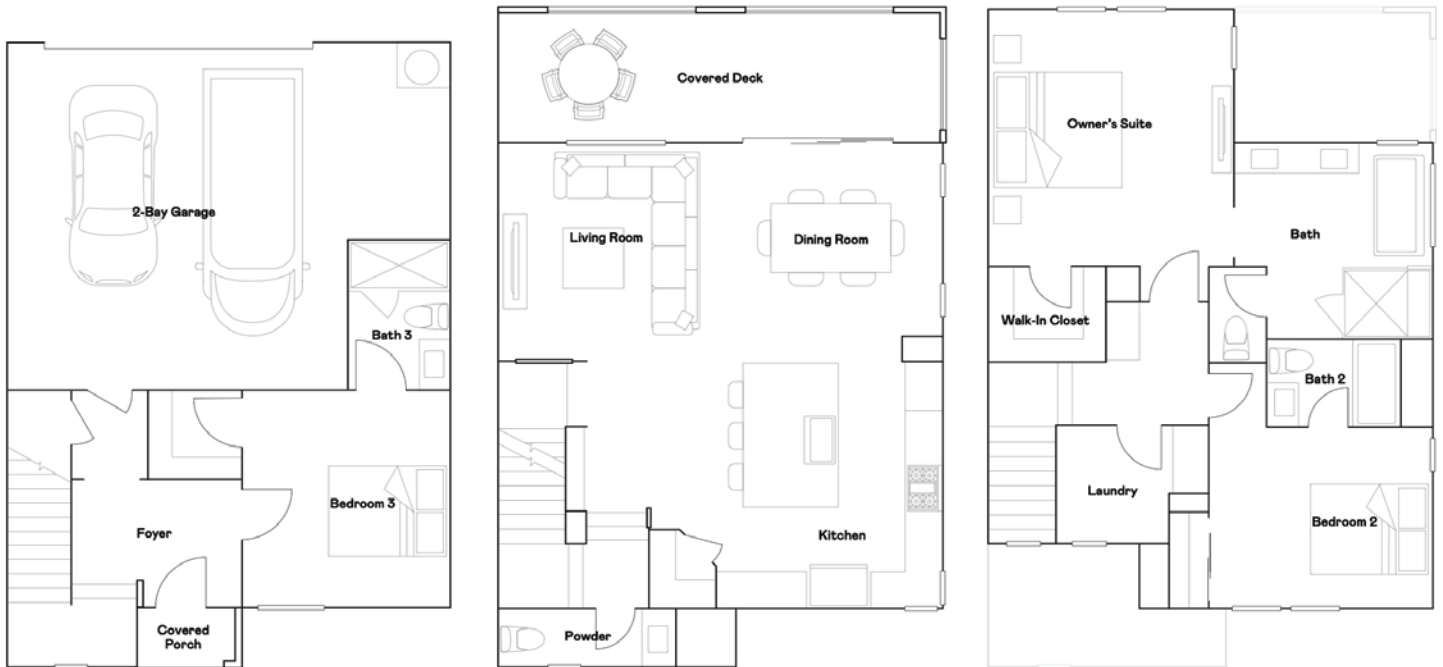 2-Bay Garage
Bath 3
Bedroom 3
Foyer
Covered
Porch
Covered Deck
Living Room
Dining Room
Kitchen
Powder
Owner's Suite
Bath
Walk-In Closet
Bath 2
Laundry
Bedroom 2